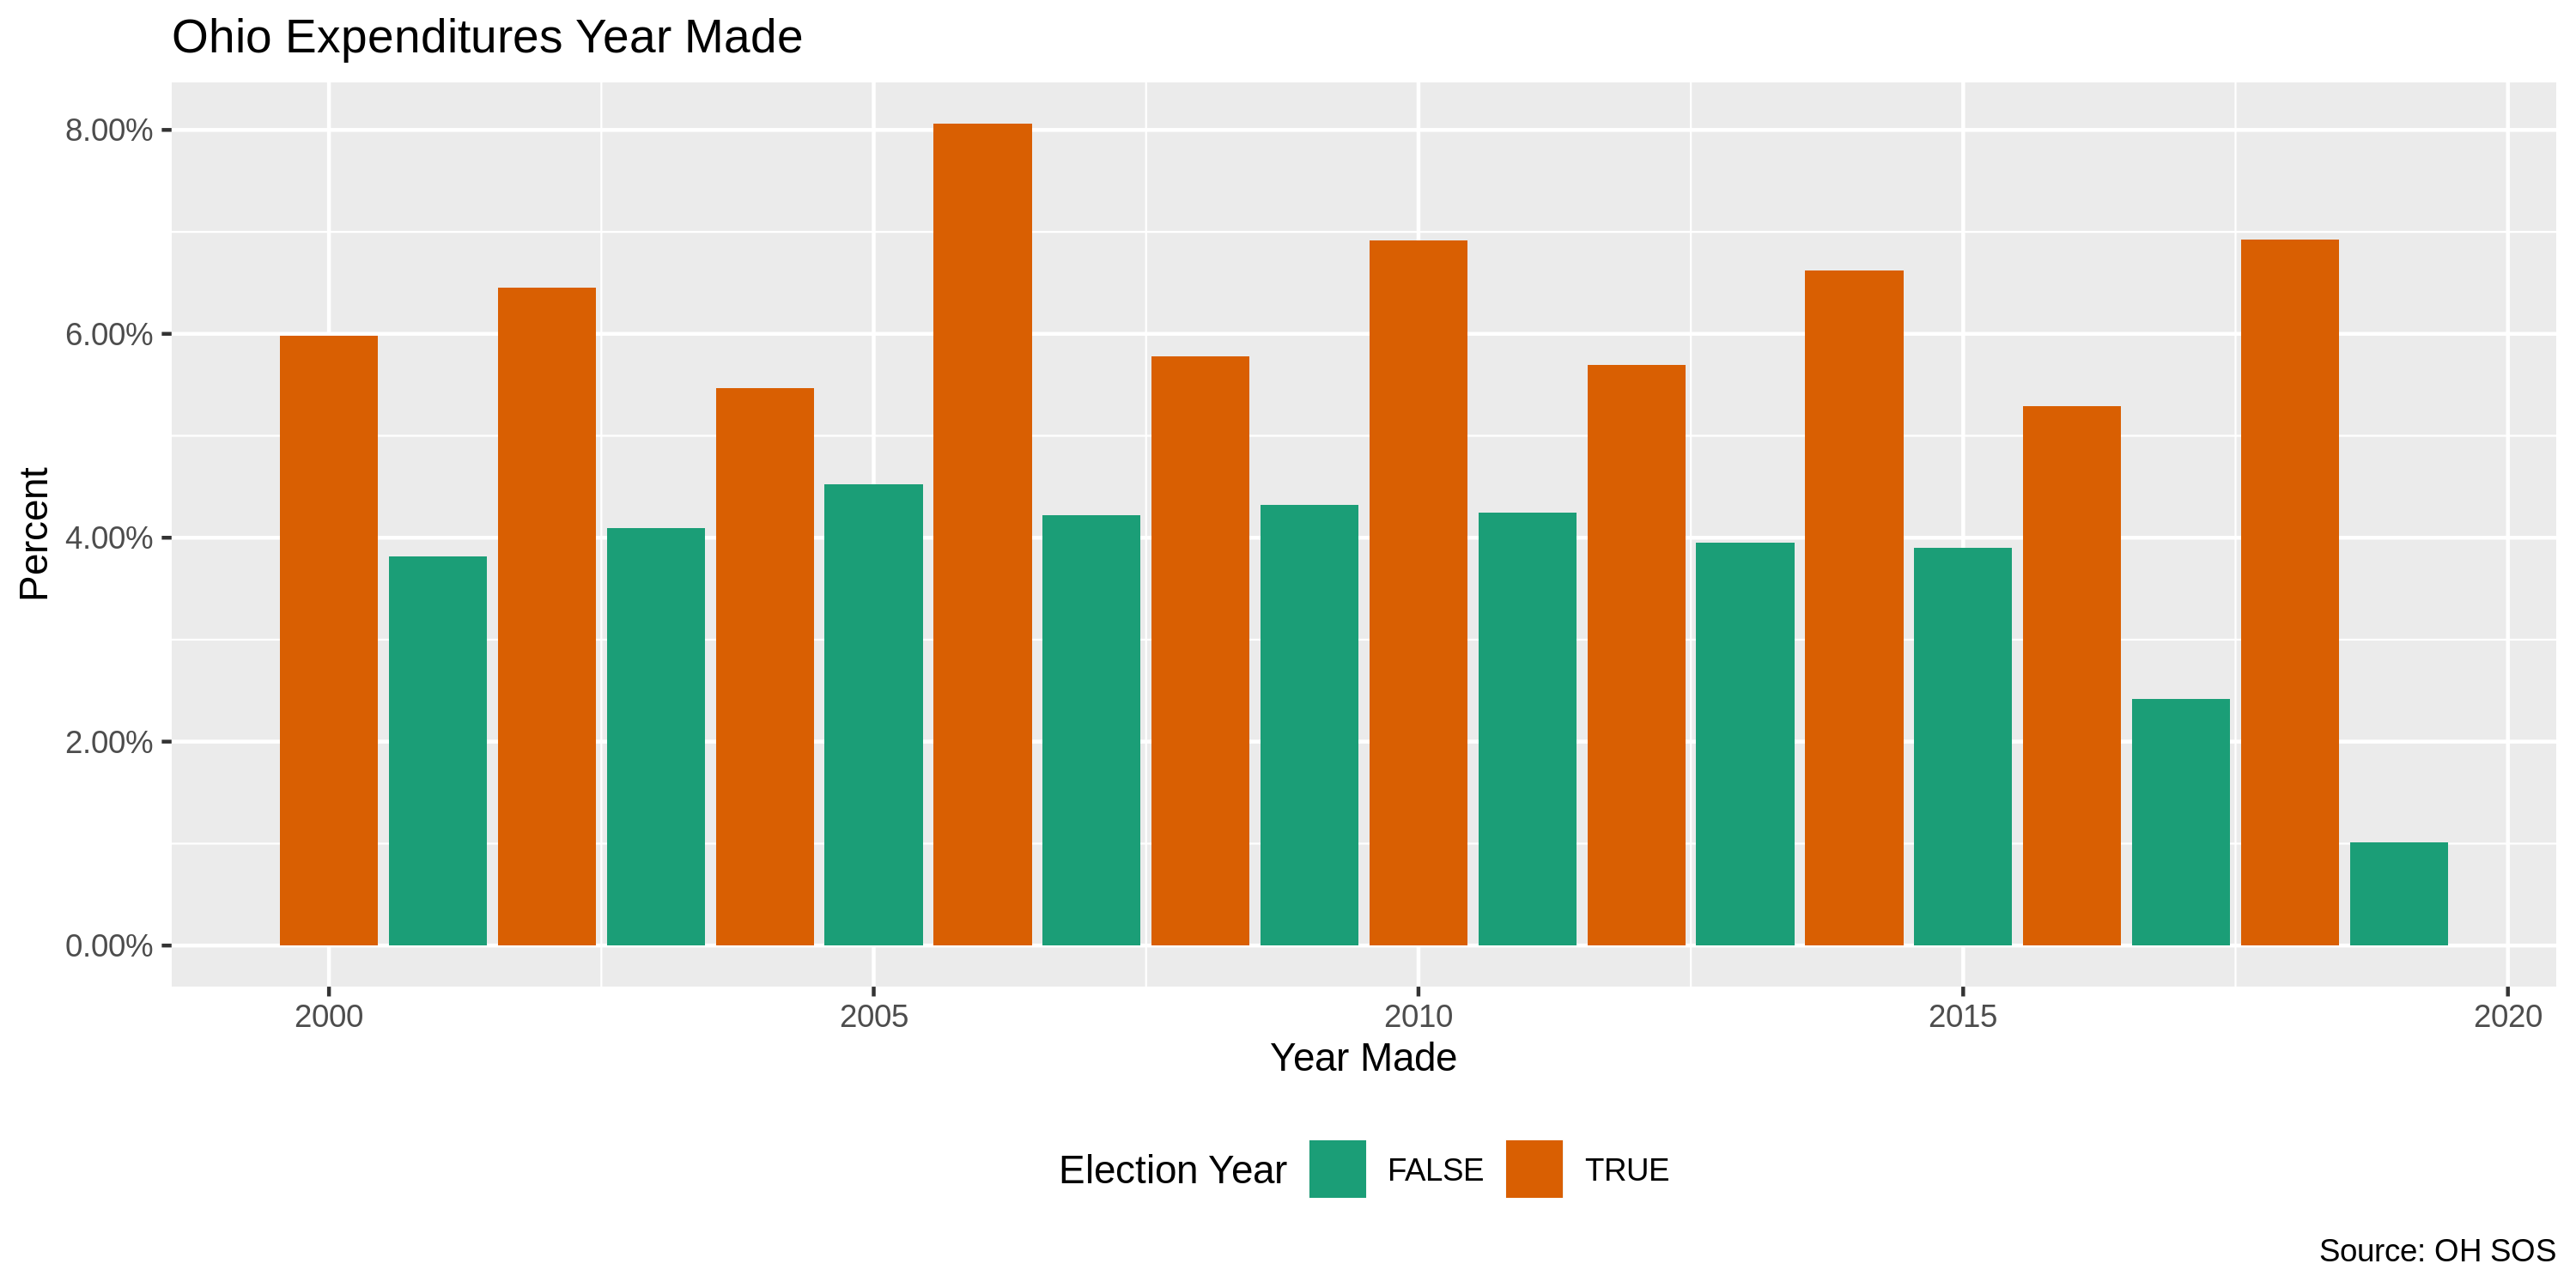 Ohio Expenditures Year Made
Percent
8.00%
6.00%
4.00%
2.00%
0.00%
2000 2005 2010 2015 2020
Year Made
Election Year FALSE TRUE
Source: OH SOS